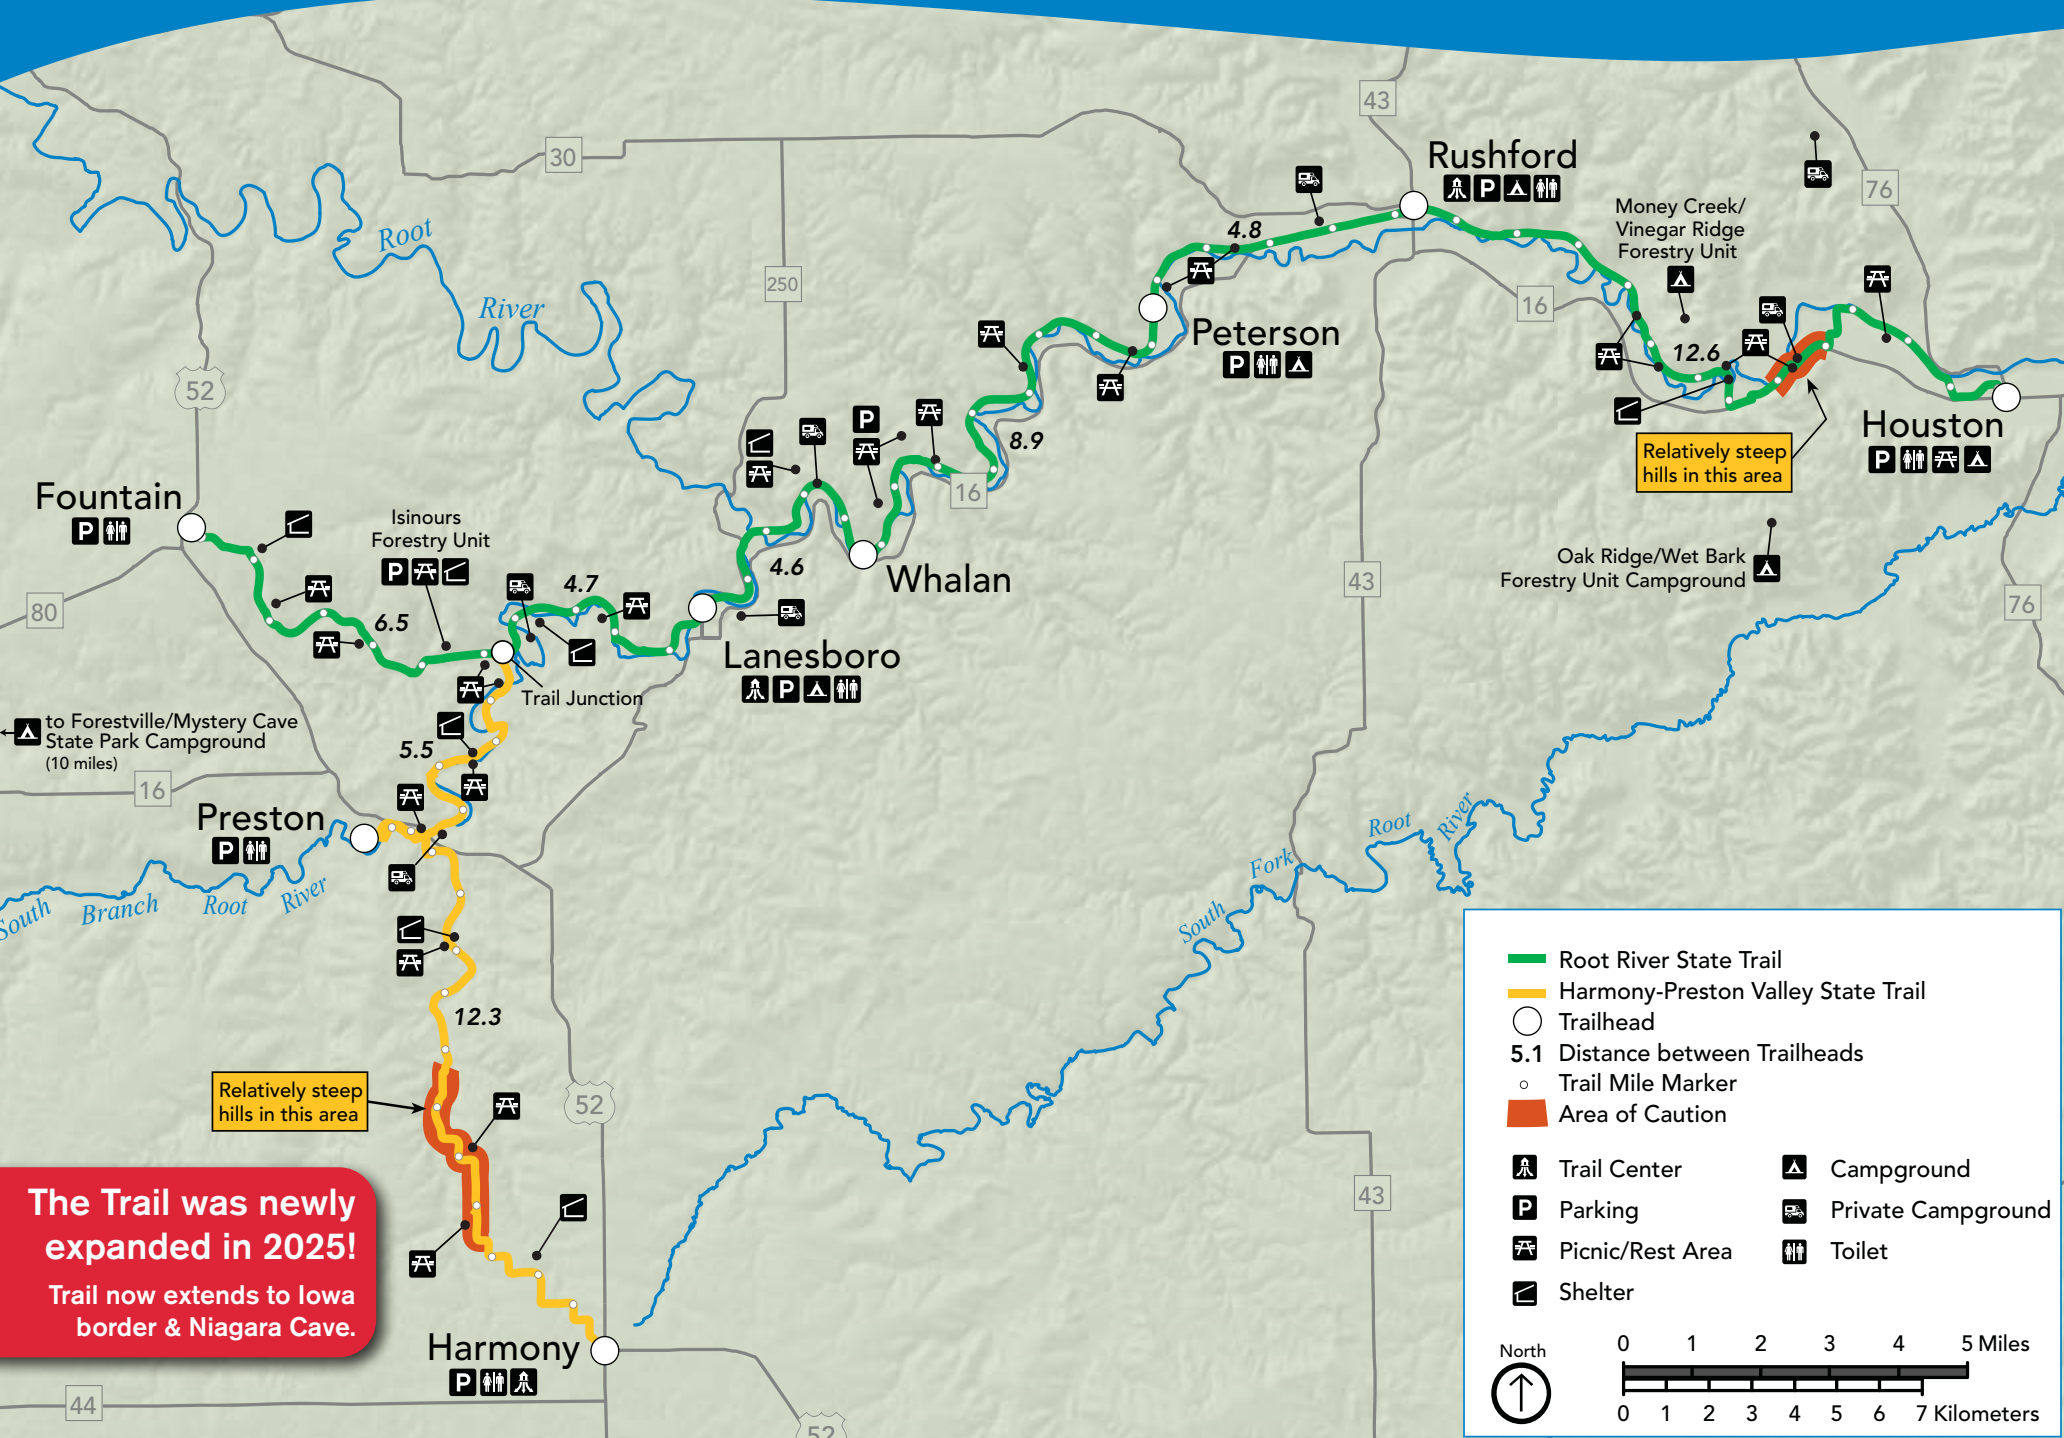 43
30
Rushford
P
76
Money Creek/
Vinegar Ridge
Forestry Unit
Root
4.8
250
River
16
Peterson
P
12.6
52
P
8.9
Houston
P
Relatively steep
hills in this area
16
Fountain
P
Isinours
Forestry Unit
P
4.6
Whalan
Oak Ridge/Wet Bark
Forestry Unit Campground
4.7
43
76
80
6.5
Lanesboro
P
Trail Junction
to Forestville/Mystery Cave
State Park Campground
(10 miles)
5.5
16
Preston
P
South Branch Root River
South Fork Root River
12.3
Relatively steep
hills in this area
52
43
The Trail was newly
expanded in 2025!
Trail now extends to Iowa
border & Niagara Cave.
Harmony
P
44
52
Root River State Trail
Harmony-Preston Valley State Trail
Trailhead
5.1 Distance between Trailheads
Trail Mile Marker
Area of Caution
Trail Center
Campground
P Parking
Private Campground
Picnic/Rest Area
Toilet
Shelter
North
0 1 2 3 4 5 Miles
0 1 2 3 4 5 6 7 Kilometers